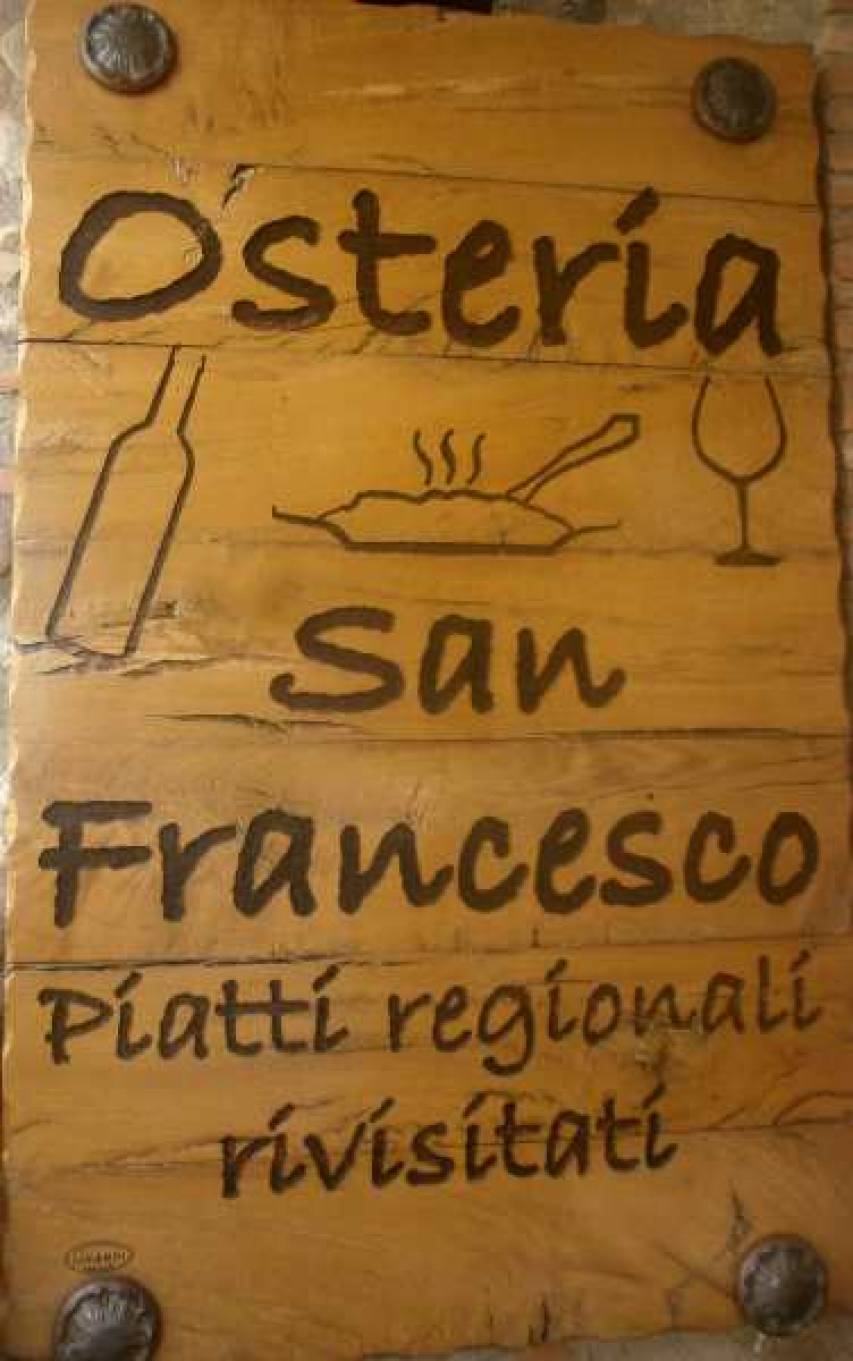 Osteria
San
Francesco
Piatti regionali
rivisitati